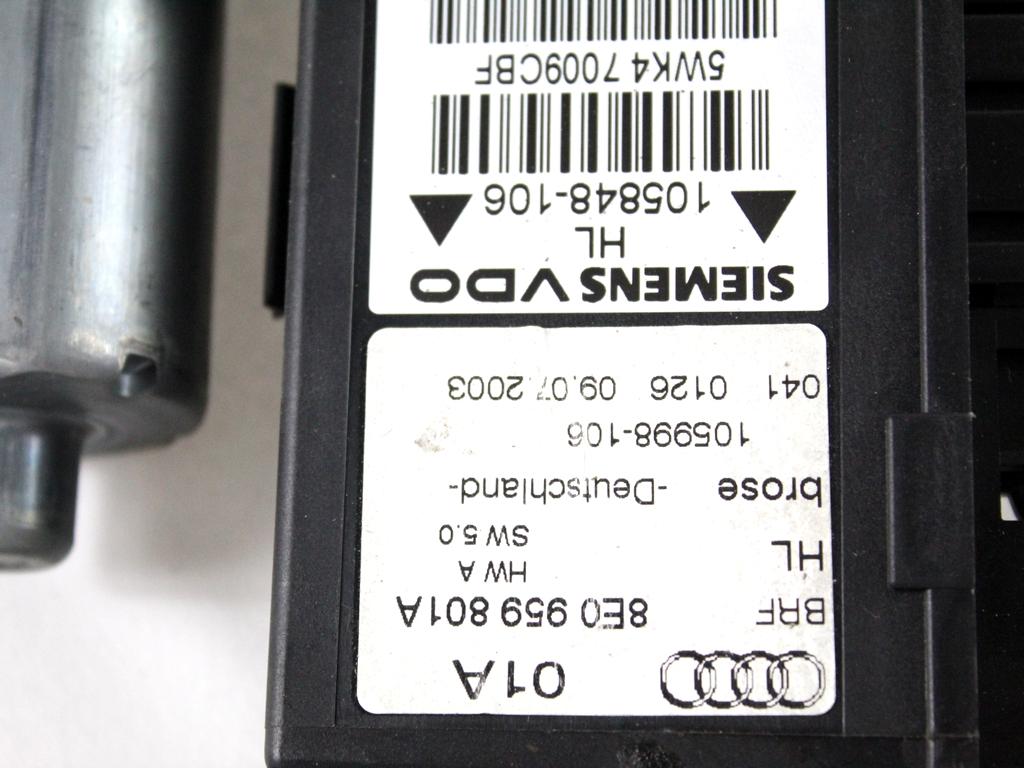 01A
BRF 8E0 959 801A
HL HW A
SW 5.0
brose -Deutschland-
105998-106
041 0126 09.07.2003
SIEMENS VDO
HL
105848-106
5WK4 7009CBF